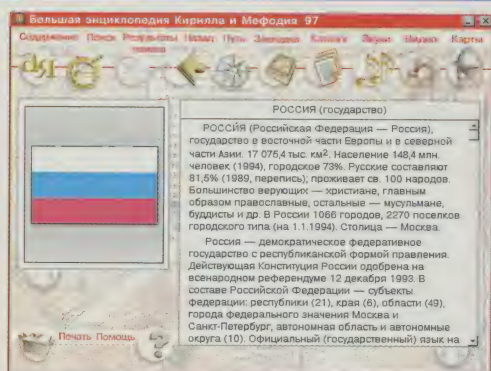 Большая энциклопедия Кирилла и Мефодия 97
Содержание Поиск Результаты поиска Назад Путь Закладка Звуки Видео Карты
РОССИЯ (государство)
РОССИ́Я (Российская Федерация — Россия),
государство в восточной части Европы и в северной
части Азии. 17 075,4 тыс. км². Население 148,4 млн.
человек (1994), городское 73%. Русские составляют
81,5% (1989, перепись); проживает св. 100 народов.
Большинство верующих — христиане, главным
образом православные, остальные — мусульмане,
буддисты и др. В России 1066 городов, 2270 поселков
городского типа (на 1.1.1994). Столица — Москва.
Россия — демократическое федеративное
государство с республиканской формой правления.
Действующая Конституция России одобрена на
всенародном референдуме 12 декабря 1993. В
составе Российской Федерации — субъекты
федерации: республики (21), края (6), области (49),
города федерального значения Москва и
Санкт-Петербург, автономная область и автономные
округа (10). Официальный (государственный) язык на
Печать Помощь